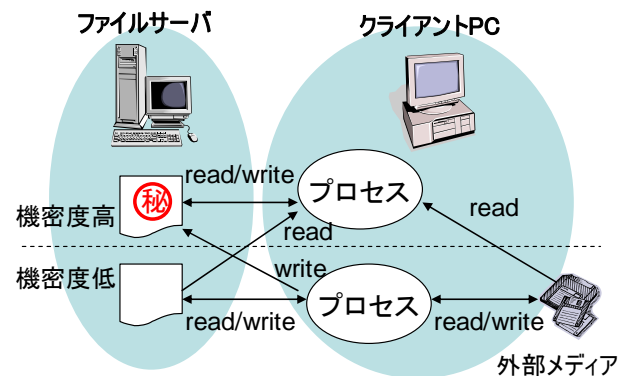 ファイルサーバ
クライアントPC
read/write
プロセス
秘
機密度高
read
read
write
機密度低
プロセス
read/write
read/write
外部メディア